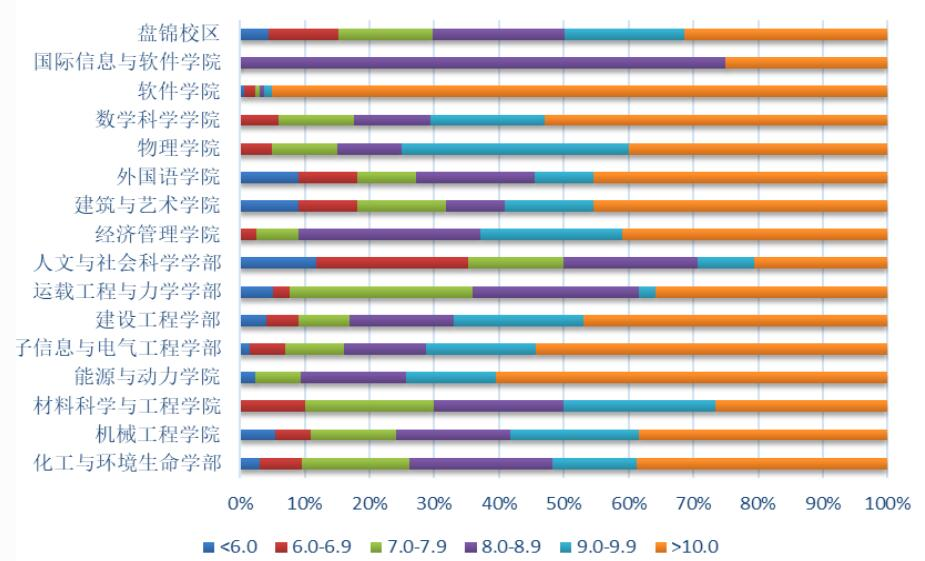 盘锦校区
国际信息与软件学院
软件学院
数学科学学院
物理学院
外国语学院
建筑与艺术学院
经济管理学院
人文与社会科学学部
运载工程与力学学部
建设工程学部
子信息与电气工程学部
能源与动力学院
材料科学与工程学院
机械工程学院
化工与环境生命学部
0% 10% 20% 30% 40% 50% 60% 70% 80% 90% 100%
<6.0 6.0-6.9 7.0-7.9 8.0-8.9 9.0-9.9 >10.0